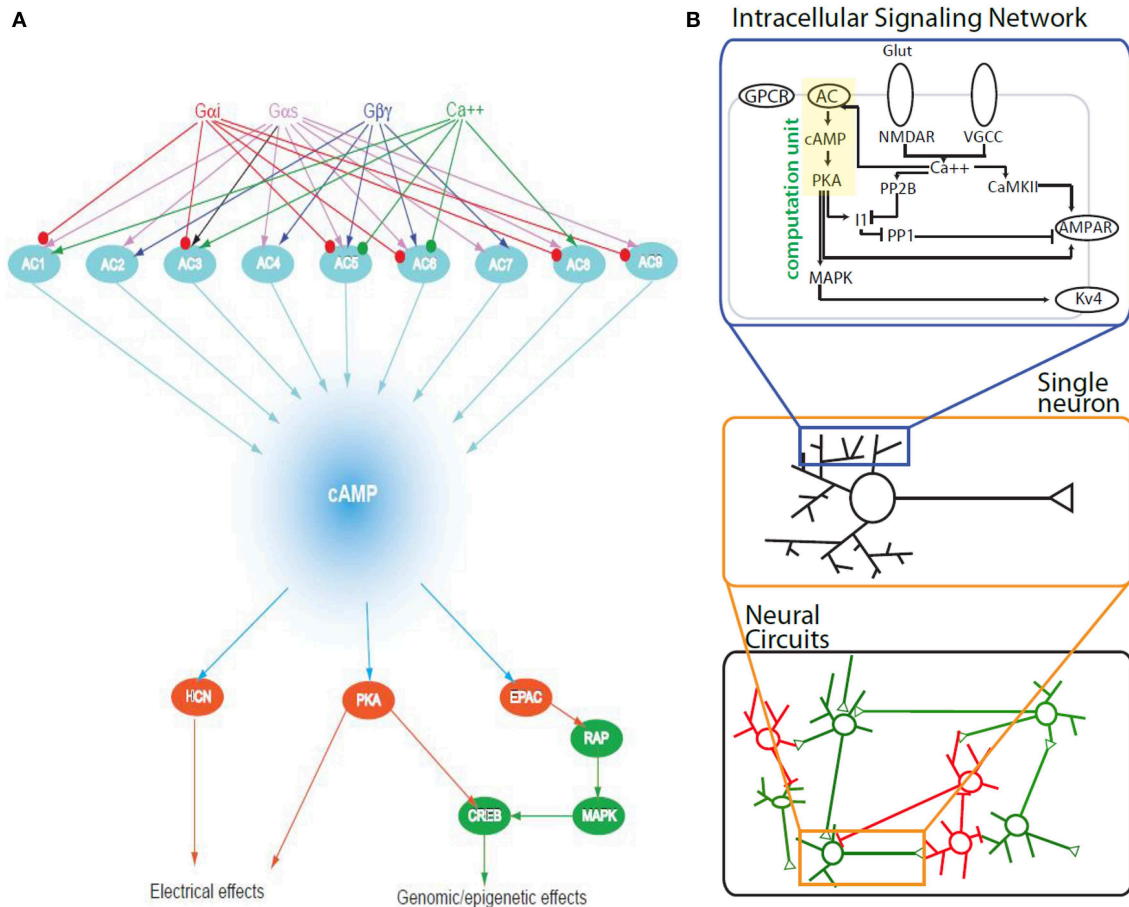 A
Gαi Gαs Gβγ Ca++
AC1 AC2 AC3 AC4 AC5 AC6 AC7 AC8 AC9
cAMP
HCN
PKA
EPAC
RAP
CREB
MAPK
Electrical effects
Genomic/epigenetic effects
B
Intracellular Signaling Network
Glut
GPCR
AC
NMDAR
VGCC
computation unit
cAMP
Ca++
PKA
PP2B
CaMKII
I1
PP1
AMPAR
MAPK
Kv4
Single
neuron
Neural
Circuits